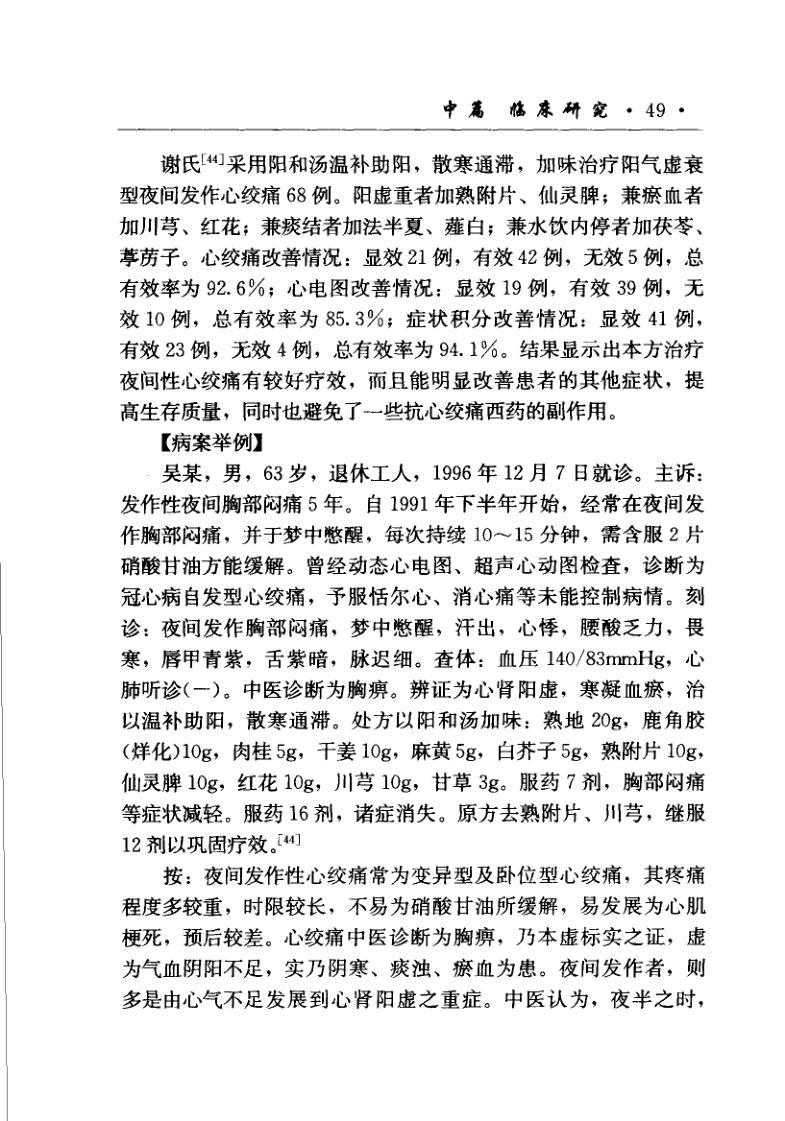 中篇 临床研究 · 49 ·
谢氏[44]采用阳和汤温补助阳，散寒通滞，加味治疗阳气虚衰
型夜间发作心绞痛 68 例。阳虚重者加熟附片、仙灵脾；兼瘀血者
加川芎、红花；兼痰结者加法半夏、薤白；兼水饮内停者加茯苓、
葶苈子。心绞痛改善情况：显效 21 例，有效 42 例，无效 5 例，总
有效率为 92.6%；心电图改善情况：显效 19 例，有效 39 例，无
效 10 例，总有效率为 85.3%；症状积分改善情况：显效 41 例，
有效 23 例，无效 4 例，总有效率为 94.1%。结果显示出本方治疗
夜间性心绞痛有较好疗效，而且能明显改善患者的其他症状，提
高生存质量，同时也避免了一些抗心绞痛西药的副作用。
【病案举例】
吴某，男，63 岁，退休工人，1996 年 12 月 7 日就诊。主诉：
发作性夜间胸部闷痛 5 年。自 1991 年下半年开始，经常在夜间发
作胸部闷痛，并于梦中憋醒，每次持续 10～15 分钟，需含服 2 片
硝酸甘油方能缓解。曾经动态心电图、超声心动图检查，诊断为
冠心病自发型心绞痛，予服恬尔心、消心痛等未能控制病情。刻
诊：夜间发作胸部闷痛，梦中憋醒，汗出，心悸，腰酸乏力，畏
寒，唇甲青紫，舌紫暗，脉迟细。查体：血压 140/83mmHg，心
肺听诊(－)。中医诊断为胸痹。辨证为心肾阳虚，寒凝血瘀，治
以温补助阳，散寒通滞。处方以阳和汤加味：熟地 20g，鹿角胶
(烊化)10g，肉桂 5g，干姜 10g，麻黄 5g，白芥子 5g，熟附片 10g，
仙灵脾 10g，红花 10g，川芎 10g，甘草 3g。服药 7 剂，胸部闷痛
等症状减轻。服药 16 剂，诸症消失。原方去熟附片、川芎，继服
12 剂以巩固疗效。[44]
按：夜间发作性心绞痛常为变异型及卧位型心绞痛，其疼痛
程度多较重，时限较长，不易为硝酸甘油所缓解，易发展为心肌
梗死，预后较差。心绞痛中医诊断为胸痹，乃本虚标实之证，虚
为气血阴阳不足，实乃阴寒、痰浊、瘀血为患。夜间发作者，则
多是由心气不足发展到心肾阳虚之重症。中医认为，夜半之时，